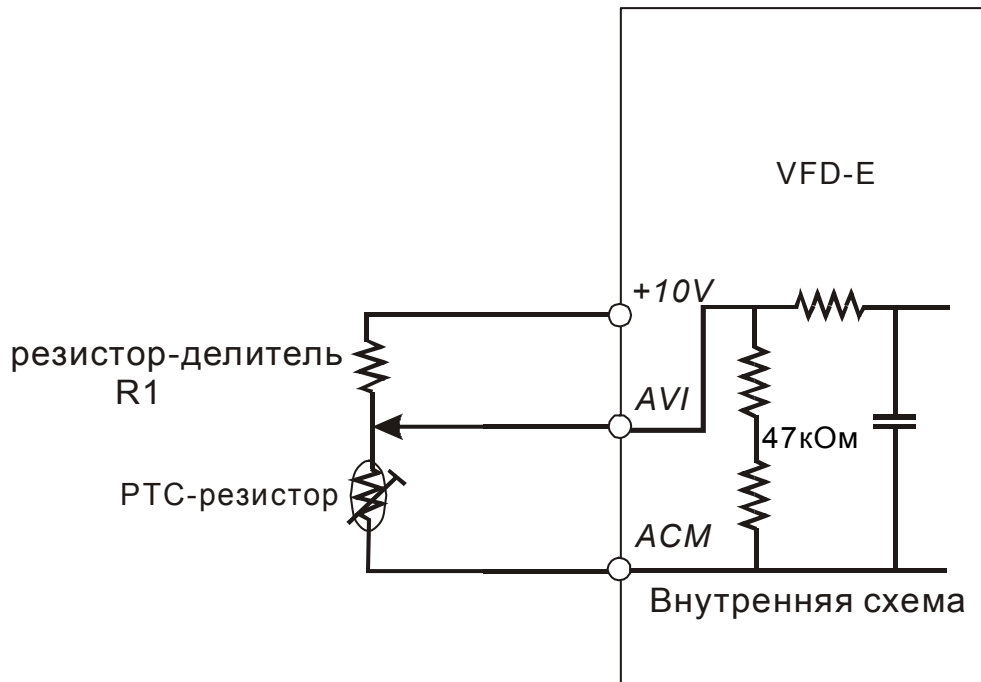 VFD-E
+10V
резистор-делитель
R1
AVI
47кОм
PTC-резистор
ACM
Внутренняя схема